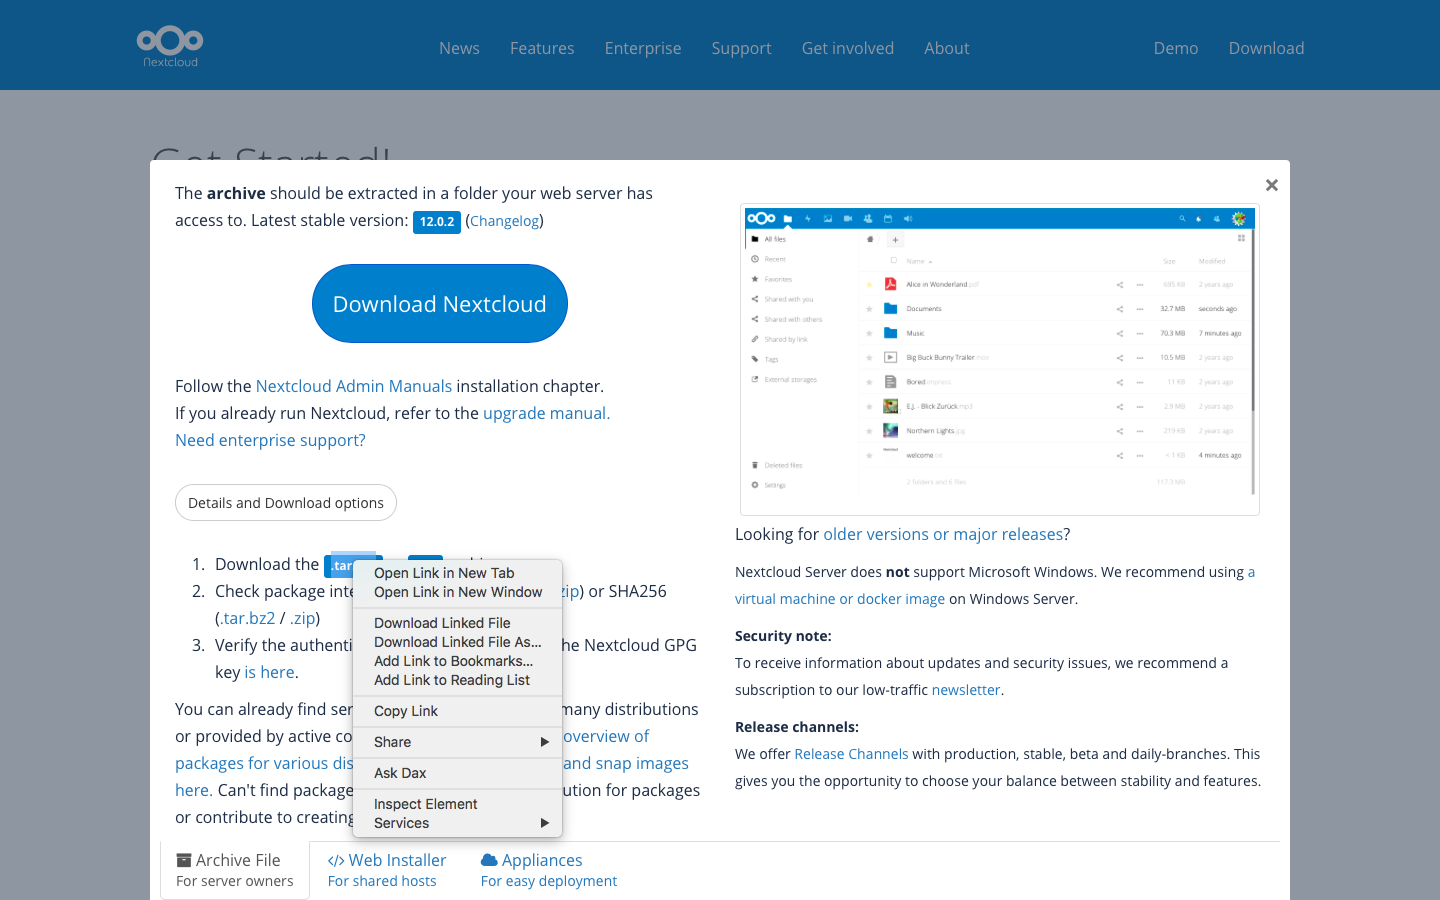 Nextcloud
News Features Enterprise Support Get involved About Demo Download
Get Started!
The archive should be extracted in a folder your web server has
access to. Latest stable version: 12.0.2 (Changelog)
Download Nextcloud
Follow the Nextcloud Admin Manuals installation chapter.
If you already run Nextcloud, refer to the upgrade manual.
Need enterprise support?
Details and Download options
1. Download the .tar
2. Check package inte zip) or SHA256
(.tar.bz2 / .zip)
3. Verify the authenti he Nextcloud GPG
key is here.
You can already find ser many distributions
or provided by active co overview of
packages for various dis and snap images
here. Can't find package ution for packages
or contribute to creating
Open Link in New Tab
Open Link in New Window
Download Linked File
Download Linked File As...
Add Link to Bookmarks...
Add Link to Reading List
Copy Link
Share
Ask Dax
Inspect Element
Services
All files
Recent
Favorites
Shared with you
Shared with others
Shared by link
Tags
External storages
Deleted files
Settings
Name Size Modified
Alice in Wonderland.pdf 695 KB 2 years ago
Documents 32.7 MB seconds ago
Music 70.3 MB 7 minutes ago
Big Buck Bunny Trailer 10.5 MB 2 years ago
Bored 11 KB 2 years ago
E.J. - Blick Zurück.mp3 2.9 MB 2 years ago
Northern Lights.jpg 219 KB 2 years ago
welcome.txt < 1 KB 4 minutes ago
2 folders and 6 files 117.3 MB
Looking for older versions or major releases?
Nextcloud Server does not support Microsoft Windows. We recommend using a
virtual machine or docker image on Windows Server.
Security note:
To receive information about updates and security issues, we recommend a
subscription to our low-traffic newsletter.
Release channels:
We offer Release Channels with production, stable, beta and daily-branches. This
gives you the opportunity to choose your balance between stability and features.
Archive File
For server owners
Web Installer
For shared hosts
Appliances
For easy deployment